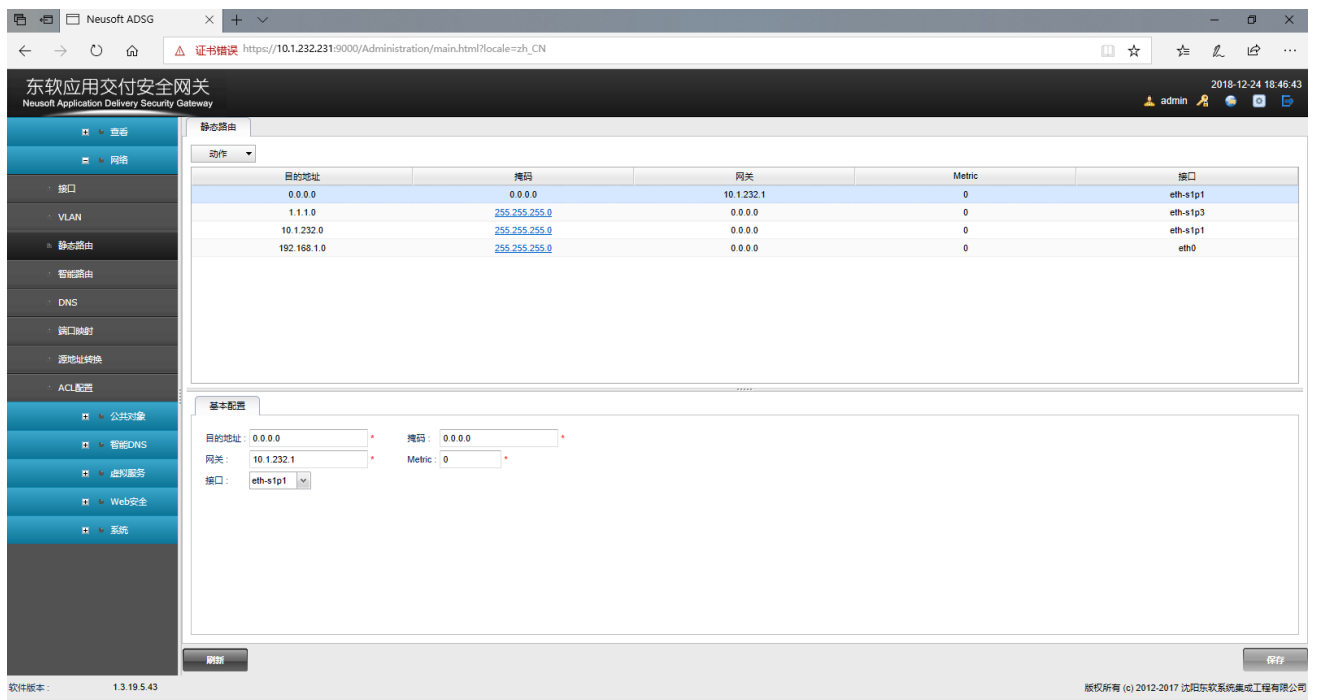 Neusoft ADSG
证书错误 https://10.1.232.231:9000/Administration/main.html?locale=zh_CN
东软应用交付安全网关
Neusoft Application Delivery Security Gateway
2018-12-24 18:46:43
admin
查看
网络
接口
VLAN
静态路由
智能路由
DNS
端口映射
源地址转换
ACL配置
公共对象
智能DNS
虚拟服务
Web安全
系统
静态路由
动作
目的地址 掩码 网关 Metric 接口
0.0.0.0 0.0.0.0 10.1.232.1 0 eth-s1p1
1.1.1.0 255.255.255.0 0.0.0.0 0 eth-s1p3
10.1.232.0 255.255.255.0 0.0.0.0 0 eth-s1p1
192.168.1.0 255.255.255.0 0.0.0.0 0 eth0
基本配置
目的地址: 0.0.0.0 * 掩码: 0.0.0.0 *
网关: 10.1.232.1 * Metric: 0 *
接口: eth-s1p1
刷新 保存
软件版本: 1.3.19.5.43
版权所有 (c) 2012-2017 沈阳东软系统集成工程有限公司